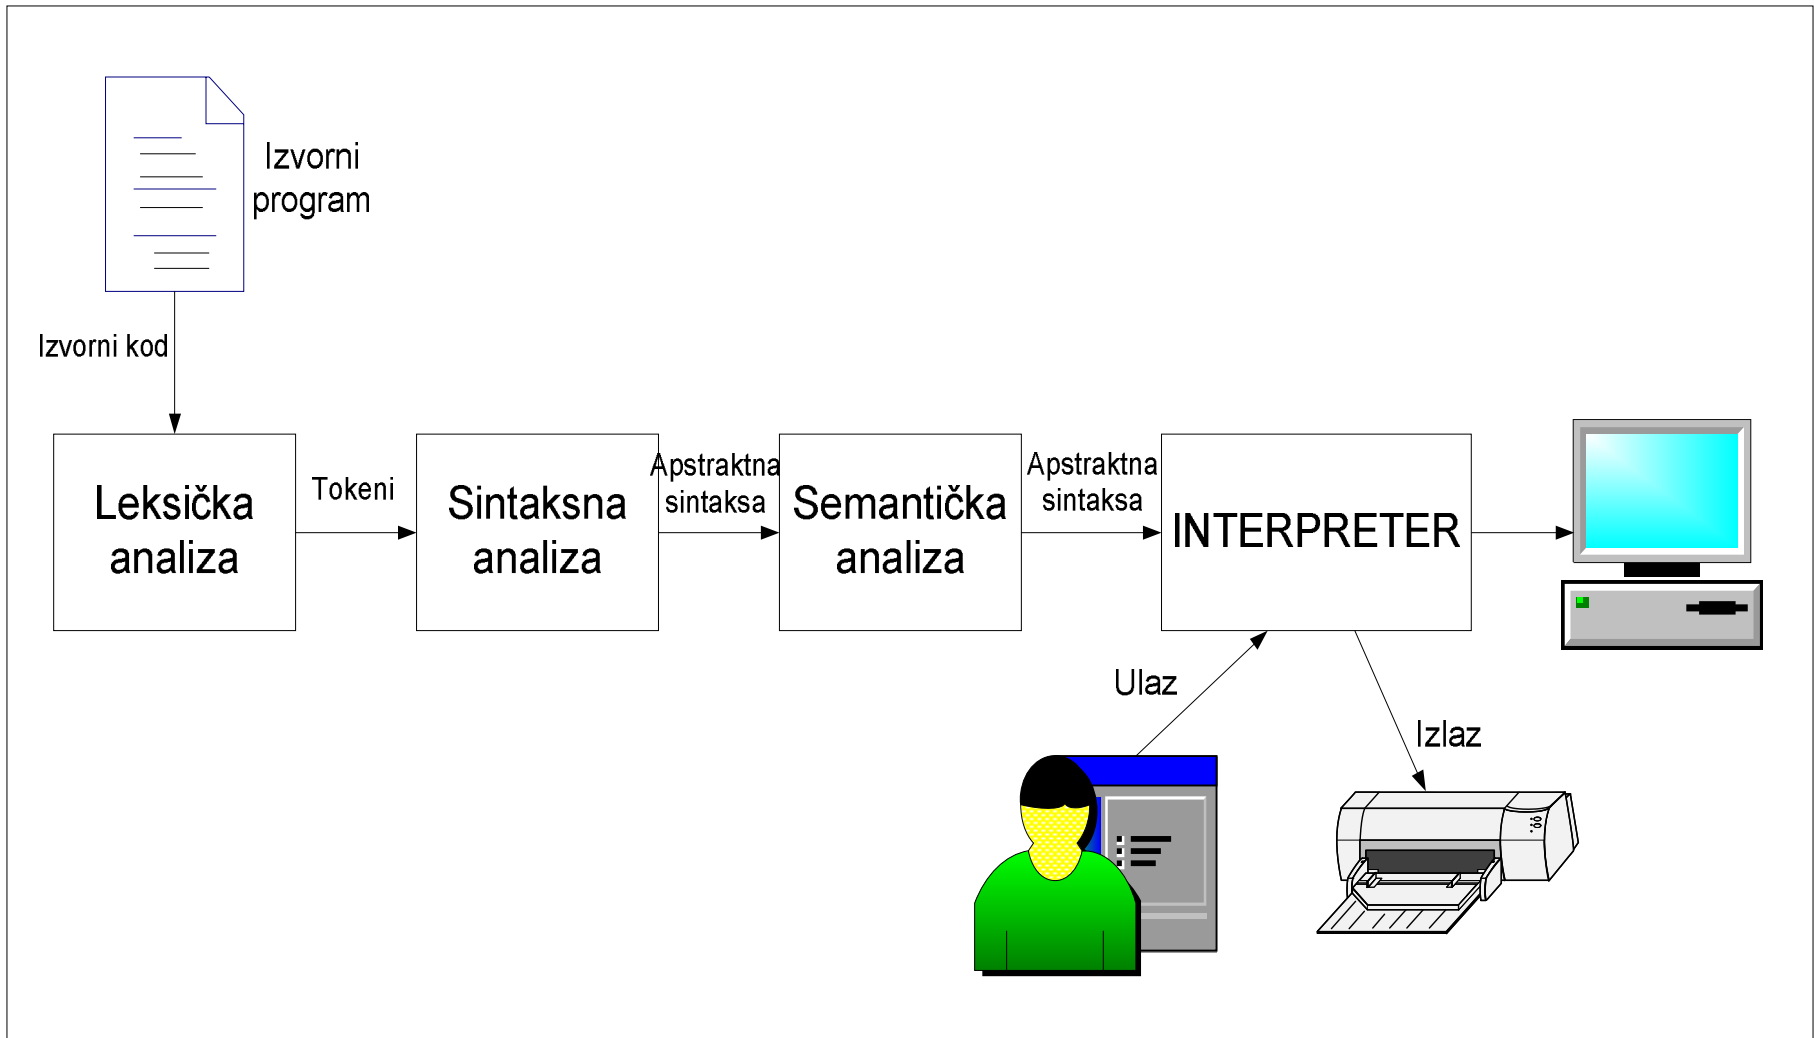 Izvorni
program
Izvorni kod
Leksička
analiza
Tokeni
Sintaksna
analiza
Apstraktna
sintaksa
Semantička
analiza
Apstraktna
sintaksa
INTERPRETER
Ulaz
Izlaz